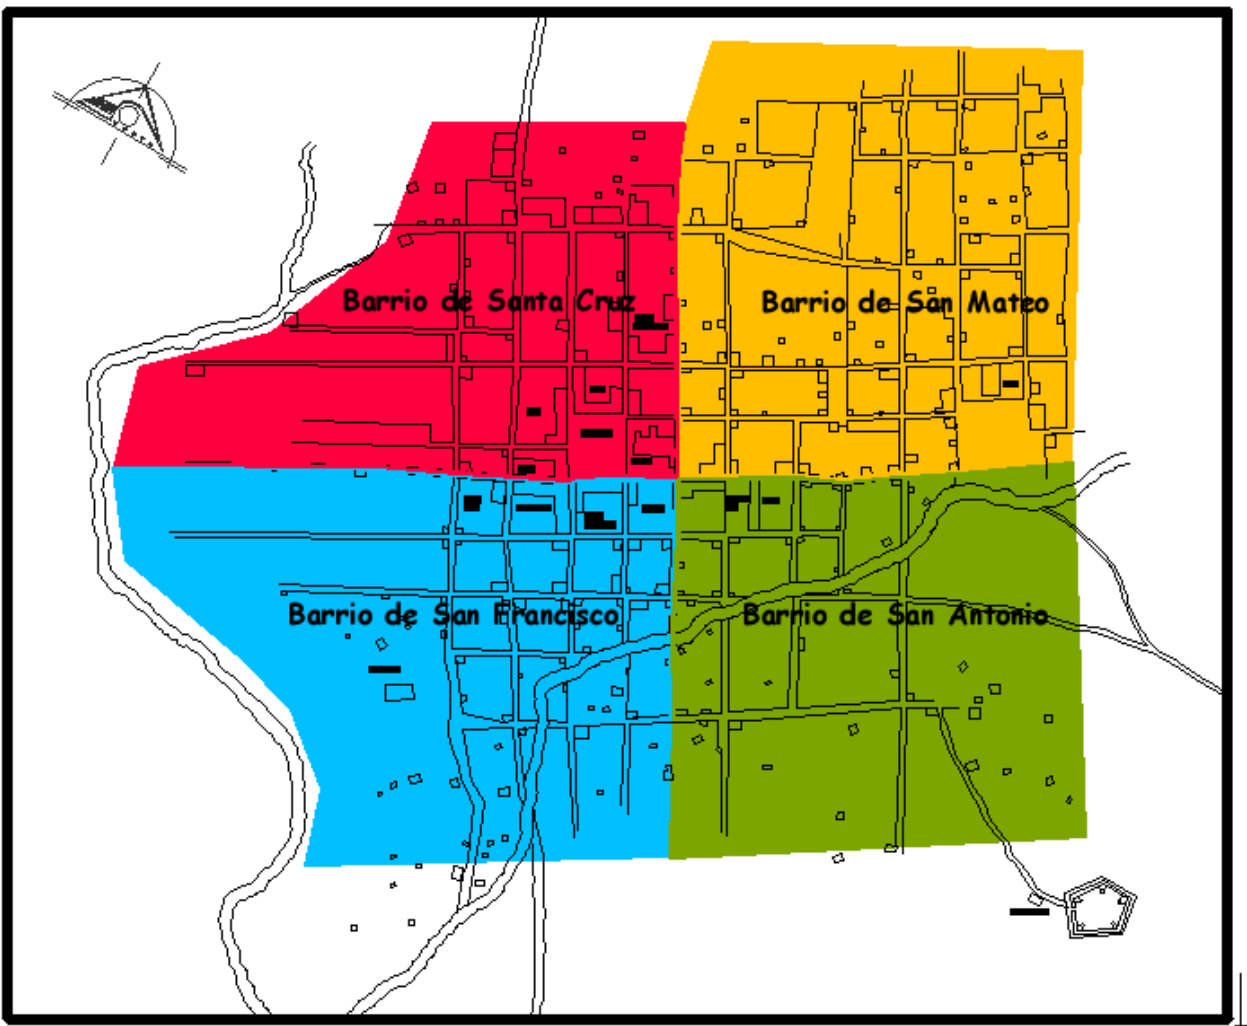 Barrio de Santa Cruz
Barrio de San Mateo
Barrio de San Francisco
Barrio de San Antonio